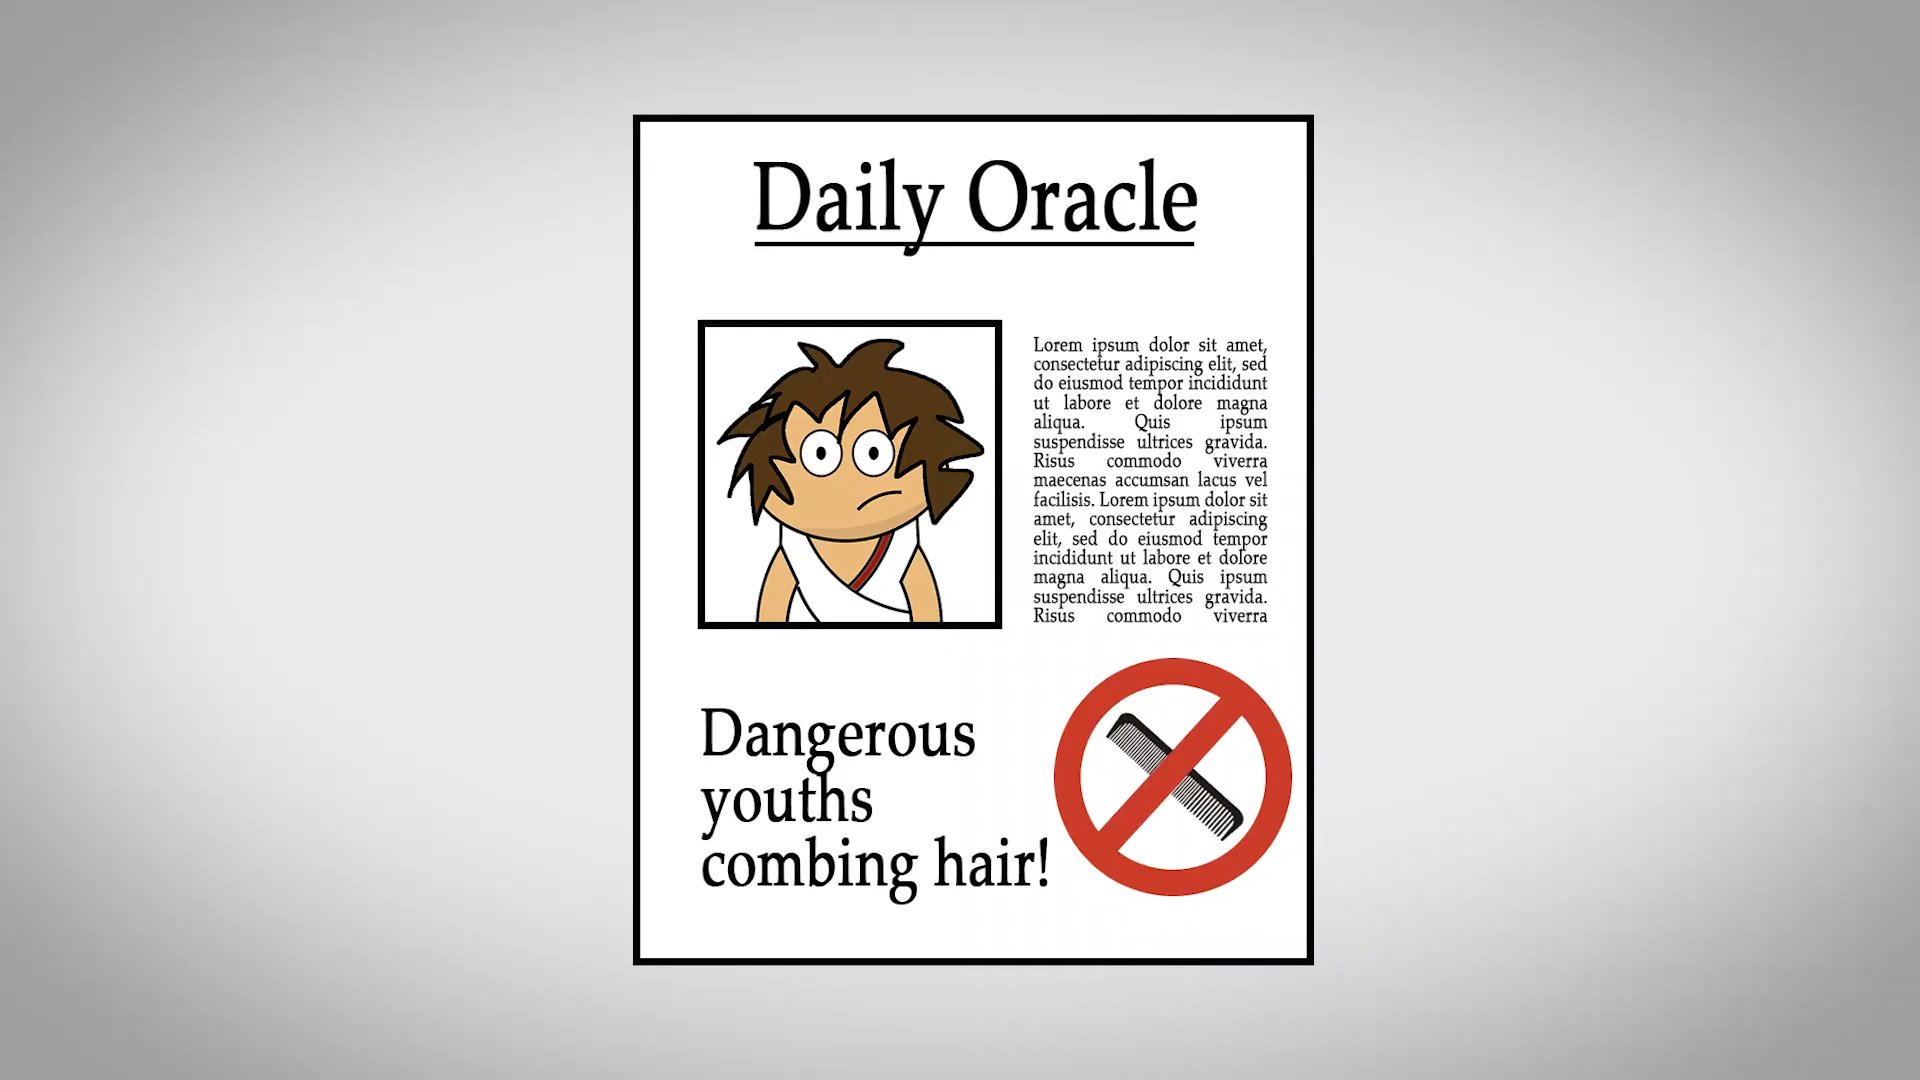 Daily Oracle
Lorem ipsum dolor sit amet,
consectetur adipiscing elit, sed
do eiusmod tempor incididunt
ut labore et dolore magna
aliqua. Quis ipsum
suspendisse ultrices gravida.
Risus commodo viverra
maecenas accumsan lacus vel
facilisis. Lorem ipsum dolor sit
amet, consectetur adipiscing
elit, sed do eiusmod tempor
incididunt ut labore et dolore
magna aliqua. Quis ipsum
suspendisse ultrices gravida.
Risus commodo viverra
Dangerous
youths
combing hair!